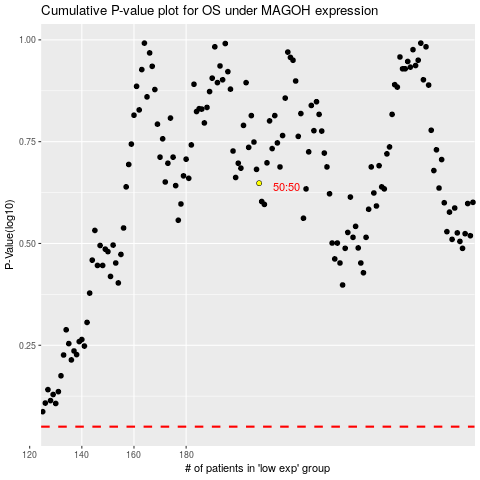 Cumulative P-value plot for OS under MAGOH expression
1.00
0.75
0.50
0.25
P-Value(log10)
50:50
120 140 160 180
# of patients in 'low exp' group